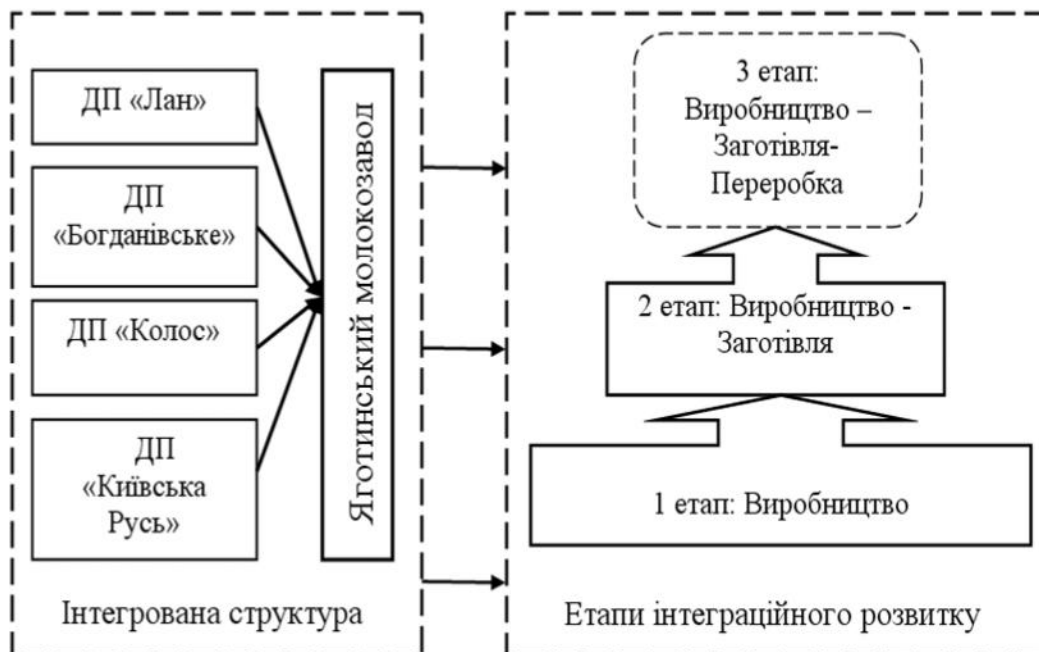 ДП «Лан»
ДП
«Богданівське»
ДП «Колос»
ДП
«Київська
Русь»
Яготинський молокозавод
Інтегрована структура
3 етап:
Виробництво –
Заготівля-
Переробка
2 етап: Виробництво -
Заготівля
1 етап: Виробництво
Етапи інтеграційного розвитку